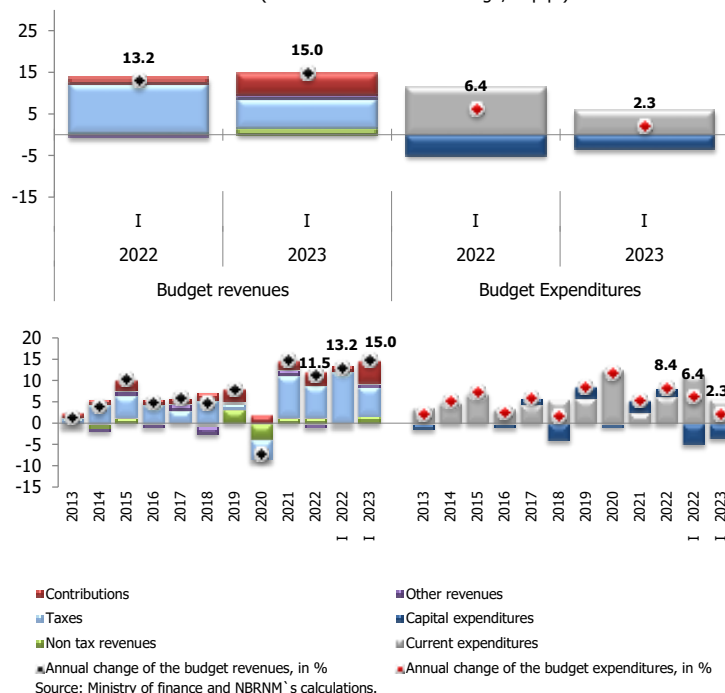 25
15
5
-5
-15
13.2
15.0
6.4
2.3
I
I
I
I
2022
2023
2022
2023
Budget revenues
Budget Expenditures
20
15
10
5
0
-5
-10
-15
11.5
13.2
15.0
8.4
6.4
2.3
2013
2014
2015
2016
2017
2018
2019
2020
2021
2022
I 2022
I 2023
2013
2014
2015
2016
2017
2018
2019
2020
2021
2022
I 2022
I 2023
Contributions
Other revenues
Taxes
Capital expenditures
Non tax revenues
Current expenditures
Annual change of the budget revenues, in %
Annual change of the budget expenditures, in %
Source: Ministry of finance and NBRNM`s calculations.